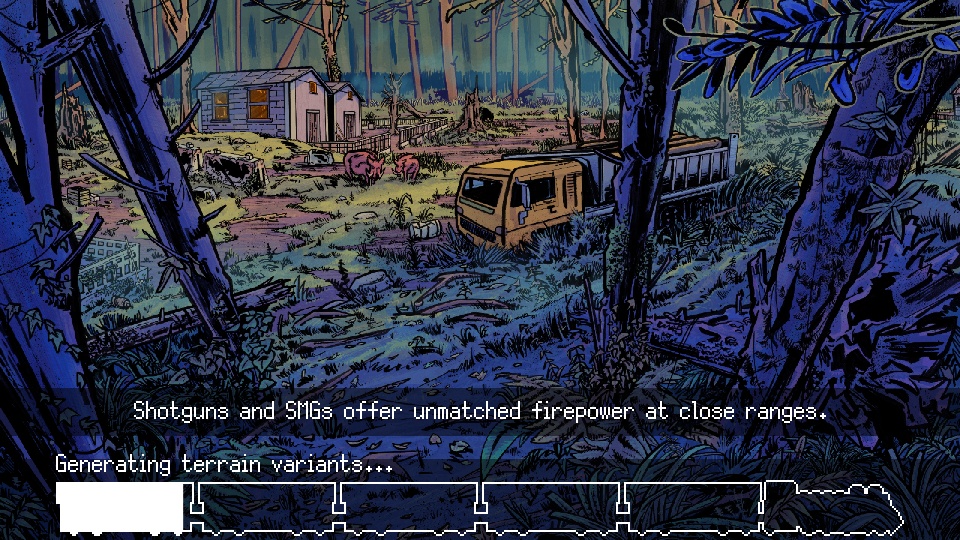 Shotguns and SMGs offer unmatched firepower at close ranges.
Generating terrain variants...